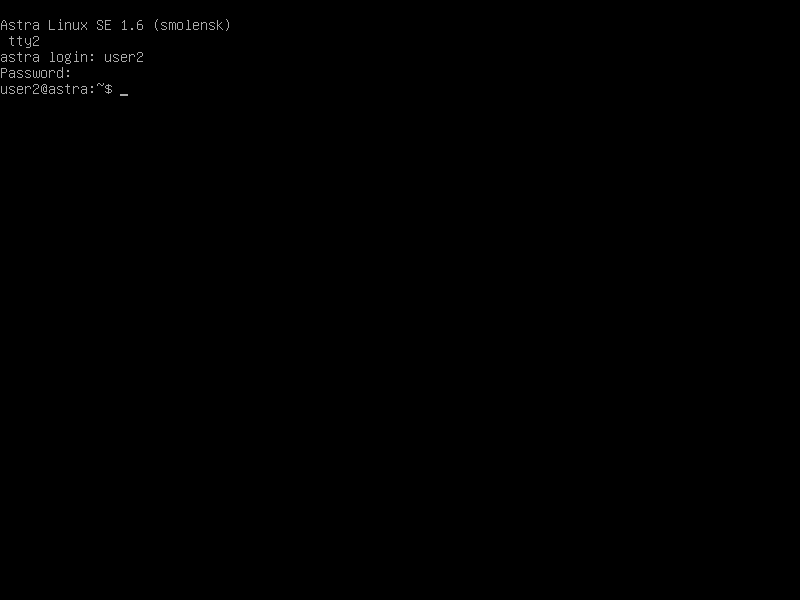 Astra Linux SE 1.6 (smolensk)
tty2
astra login: user2
Password:
user2@astra:~$ _